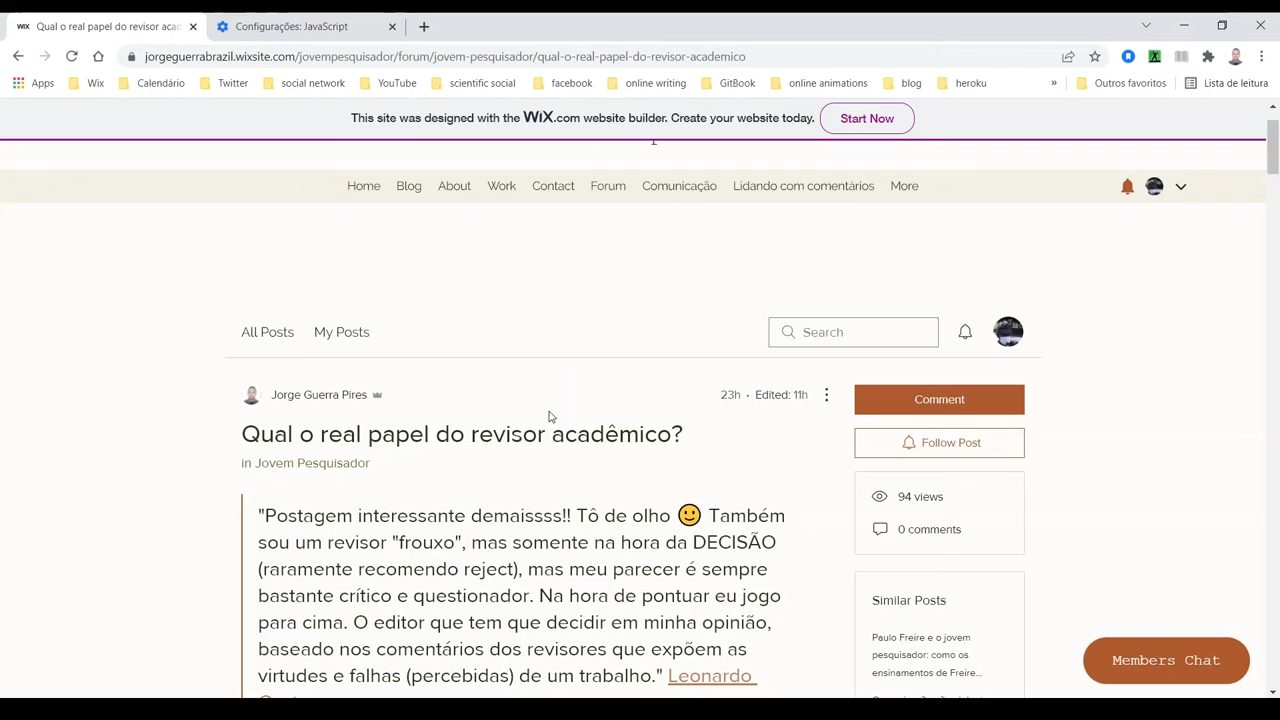 Qual o real papel do revisor acac
Configurações: JavaScript
jorgeguerrabrazil.wixsite.com/jovempesquisador/forum/jovem-pesquisador/qual-o-real-papel-do-revisor-academico
Apps Wix Calendário Twitter social network YouTube scientific social facebook online writing GitBook online animations blog heroku » Outros favoritos Lista de leitura
This site was designed with the WiX.com website builder. Create your website today. Start Now
Home Blog About Work Contact Forum Comunicação Lidando com comentários More
All Posts My Posts Search
Jorge Guerra Pires 23h · Edited: 11h
Comment
Qual o real papel do revisor acadêmico?
Follow Post
in Jovem Pesquisador
94 views
0 comments
"Postagem interessante demaissss!! Tô de olho 🙂 Também
sou um revisor "frouxo", mas somente na hora da DECISÃO
(raramente recomendo reject), mas meu parecer é sempre
bastante crítico e questionador. Na hora de pontuar eu jogo
para cima. O editor que tem que decidir em minha opinião,
baseado nos comentários dos revisores que expõem as
virtudes e falhas (percebidas) de um trabalho." Leonardo
Similar Posts
Paulo Freire e o jovem
pesquisador: como os
ensinamentos de Freire...
Members Chat